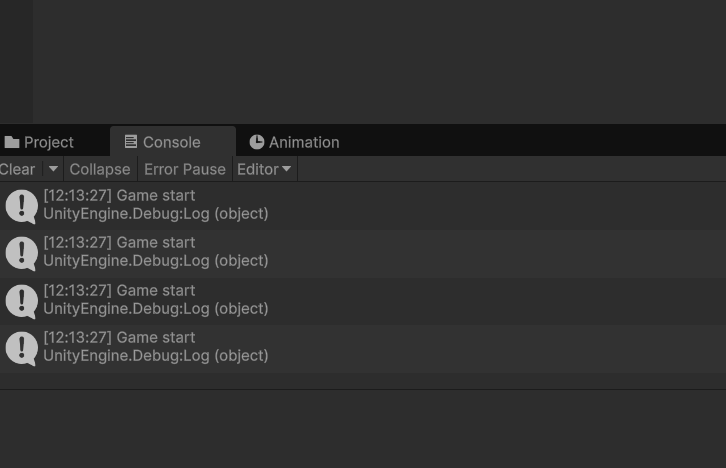 Project Console Animation
Clear Collapse Error Pause Editor
[12:13:27] Game start
UnityEngine.Debug:Log (object)
[12:13:27] Game start
UnityEngine.Debug:Log (object)
[12:13:27] Game start
UnityEngine.Debug:Log (object)
[12:13:27] Game start
UnityEngine.Debug:Log (object)